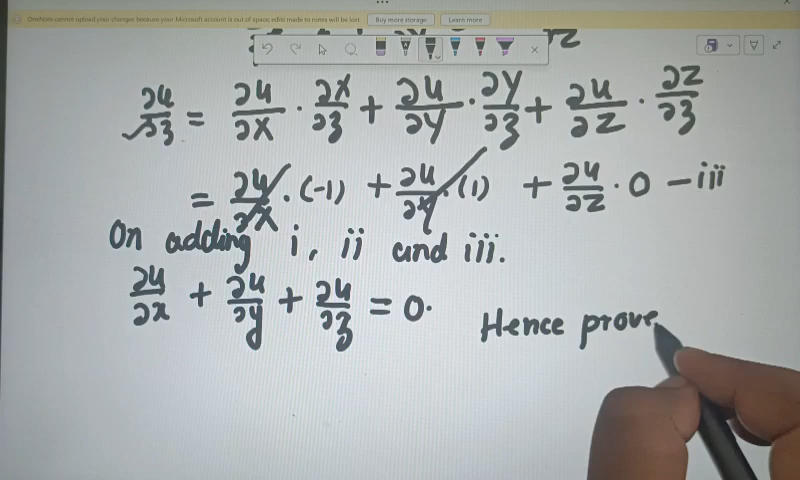 OneNote cannot upload your changes because your Microsoft account is out of space; edits made to notes will be lost. Buy more storage Learn more
∂u/∂z = ∂u/∂X · ∂X/∂z + ∂u/∂Y · ∂Y/∂z + ∂u/∂Z · ∂Z/∂z
= ∂u/∂X · (-1) + ∂u/∂Y · (1) + ∂u/∂Z · 0 – iii
On adding i, ii and iii.
∂u/∂x + ∂u/∂y + ∂u/∂z = 0.
Hence prove